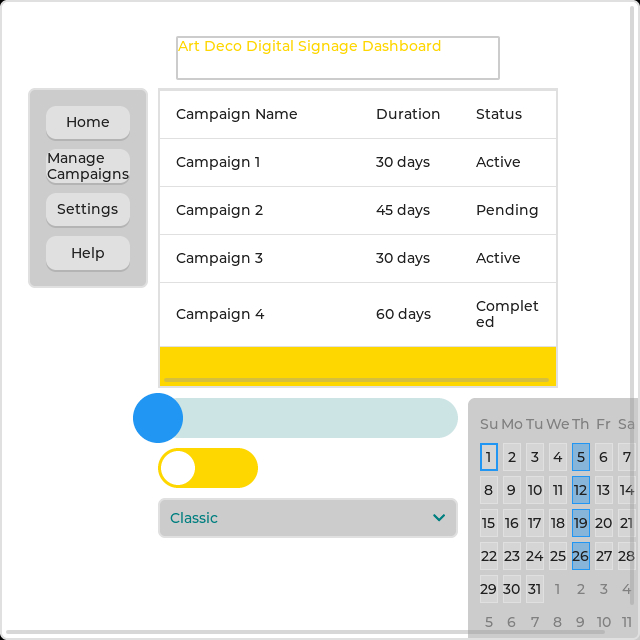 Art Deco Digital Signage Dashboard
Home
Manage
Campaigns
Settings
Help
Campaign Name Duration Status
Campaign 1 30 days Active
Campaign 2 45 days Pending
Campaign 3 30 days Active
Campaign 4 60 days Complet
ed
Classic
Su Mo Tu We Th Fr Sa
1 2 3 4 5 6 7
8 9 10 11 12 13 14
15 16 17 18 19 20 21
22 23 24 25 26 27 28
29 30 31 1 2 3 4
5 6 7 8 9 10 11